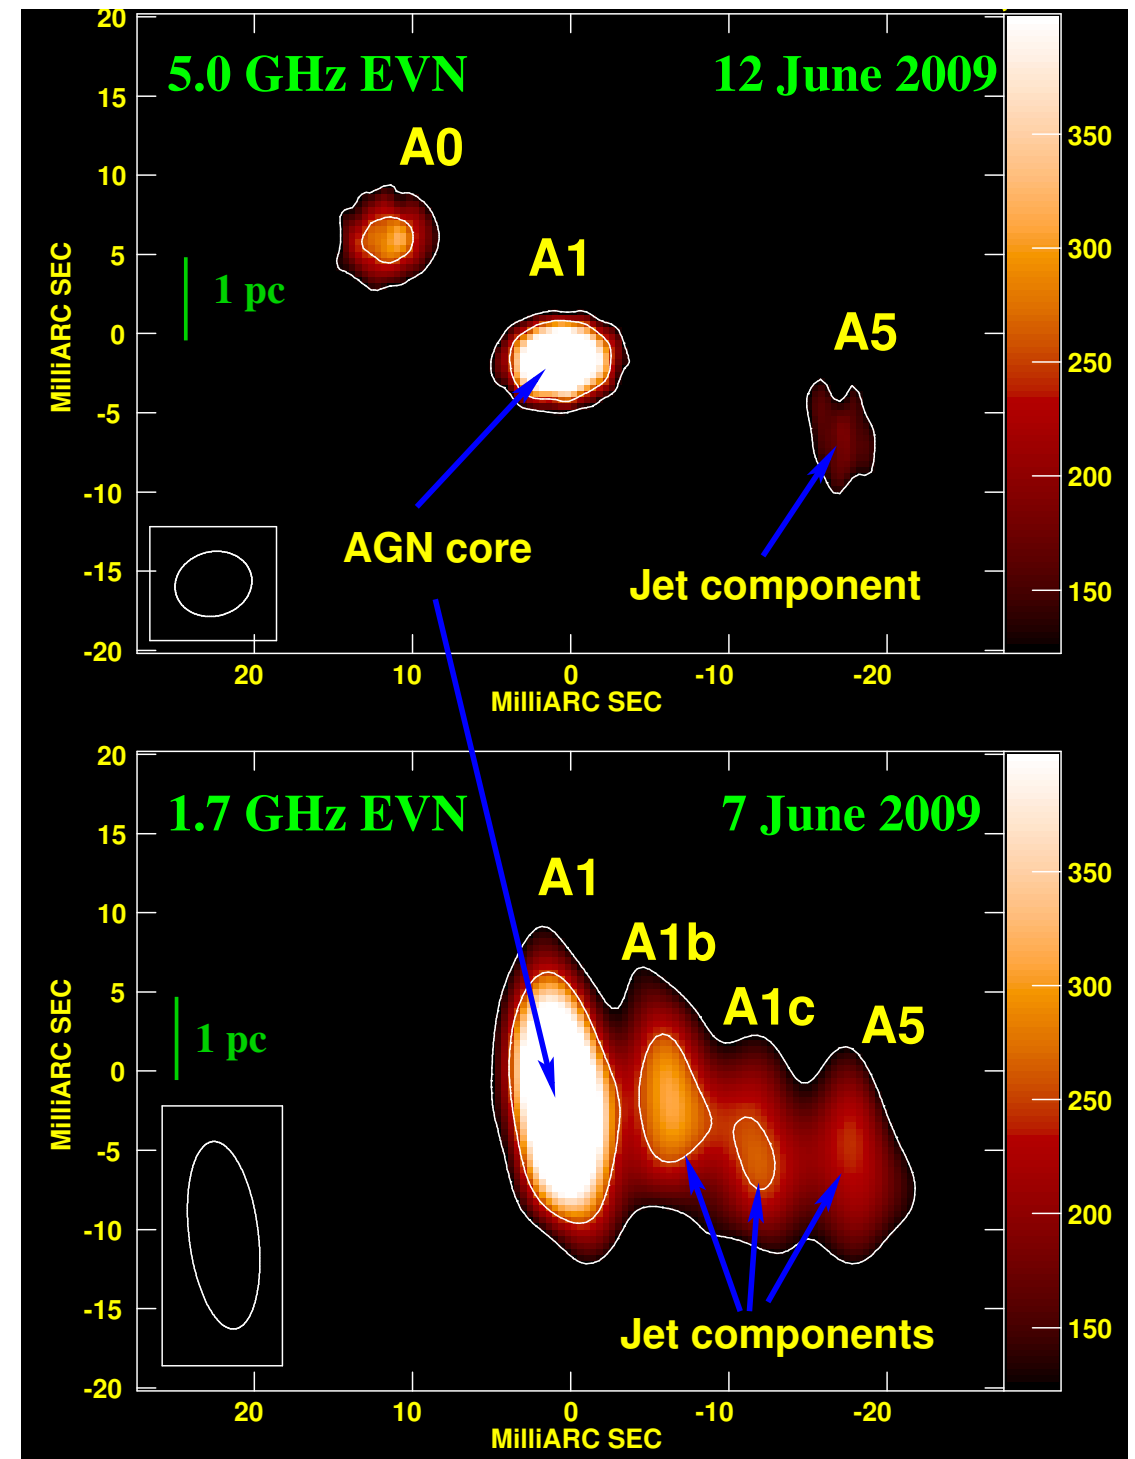 5.0 GHz EVN 12 June 2009
20
15
10
5
0
-5
-10
-15
-20
MilliARC SEC
A0
A1
A5
1 pc
AGN core
Jet component
350
300
250
200
150
20 10 0 -10 -20
MilliARC SEC
1.7 GHz EVN 7 June 2009
20
15
10
5
0
-5
-10
-15
-20
MilliARC SEC
A1
A1b
A1c
A5
1 pc
Jet components
350
300
250
200
150
20 10 0 -10 -20
MilliARC SEC